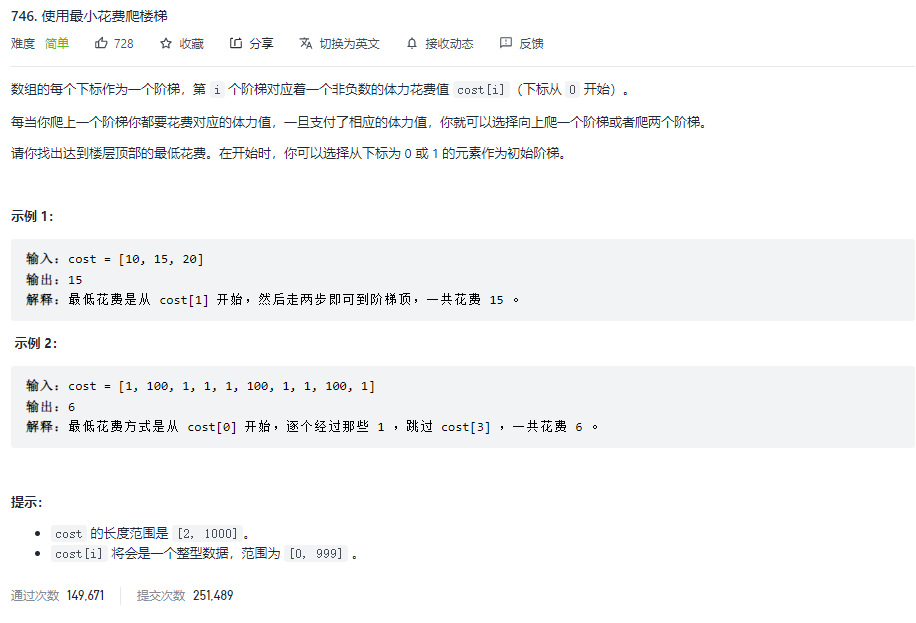 746. 使用最小花费爬楼梯
难度 简单 728 收藏 分享 切换为英文 接收动态 反馈
数组的每个下标作为一个阶梯，第 i 个阶梯对应着一个非负数的体力花费值 cost[i]（下标从 0 开始）。
每当你爬上一个阶梯你都要花费对应的体力值，一旦支付了相应的体力值，你就可以选择向上爬一个阶梯或者爬两个阶梯。
请你找出达到楼层顶部的最低花费。在开始时，你可以选择从下标为 0 或 1 的元素作为初始阶梯。
示例 1：
输入：cost = [10, 15, 20]
输出：15
解释：最低花费是从 cost[1] 开始，然后走两步即可到阶梯顶，一共花费 15 。
示例 2：
输入：cost = [1, 100, 1, 1, 1, 100, 1, 1, 100, 1]
输出：6
解释：最低花费方式是从 cost[0] 开始，逐个经过那些 1 ，跳过 cost[3] ，一共花费 6 。
提示：
• cost 的长度范围是 [2, 1000]。
• cost[i] 将会是一个整型数据，范围为 [0, 999] 。
通过次数 149,671 提交次数 251,489